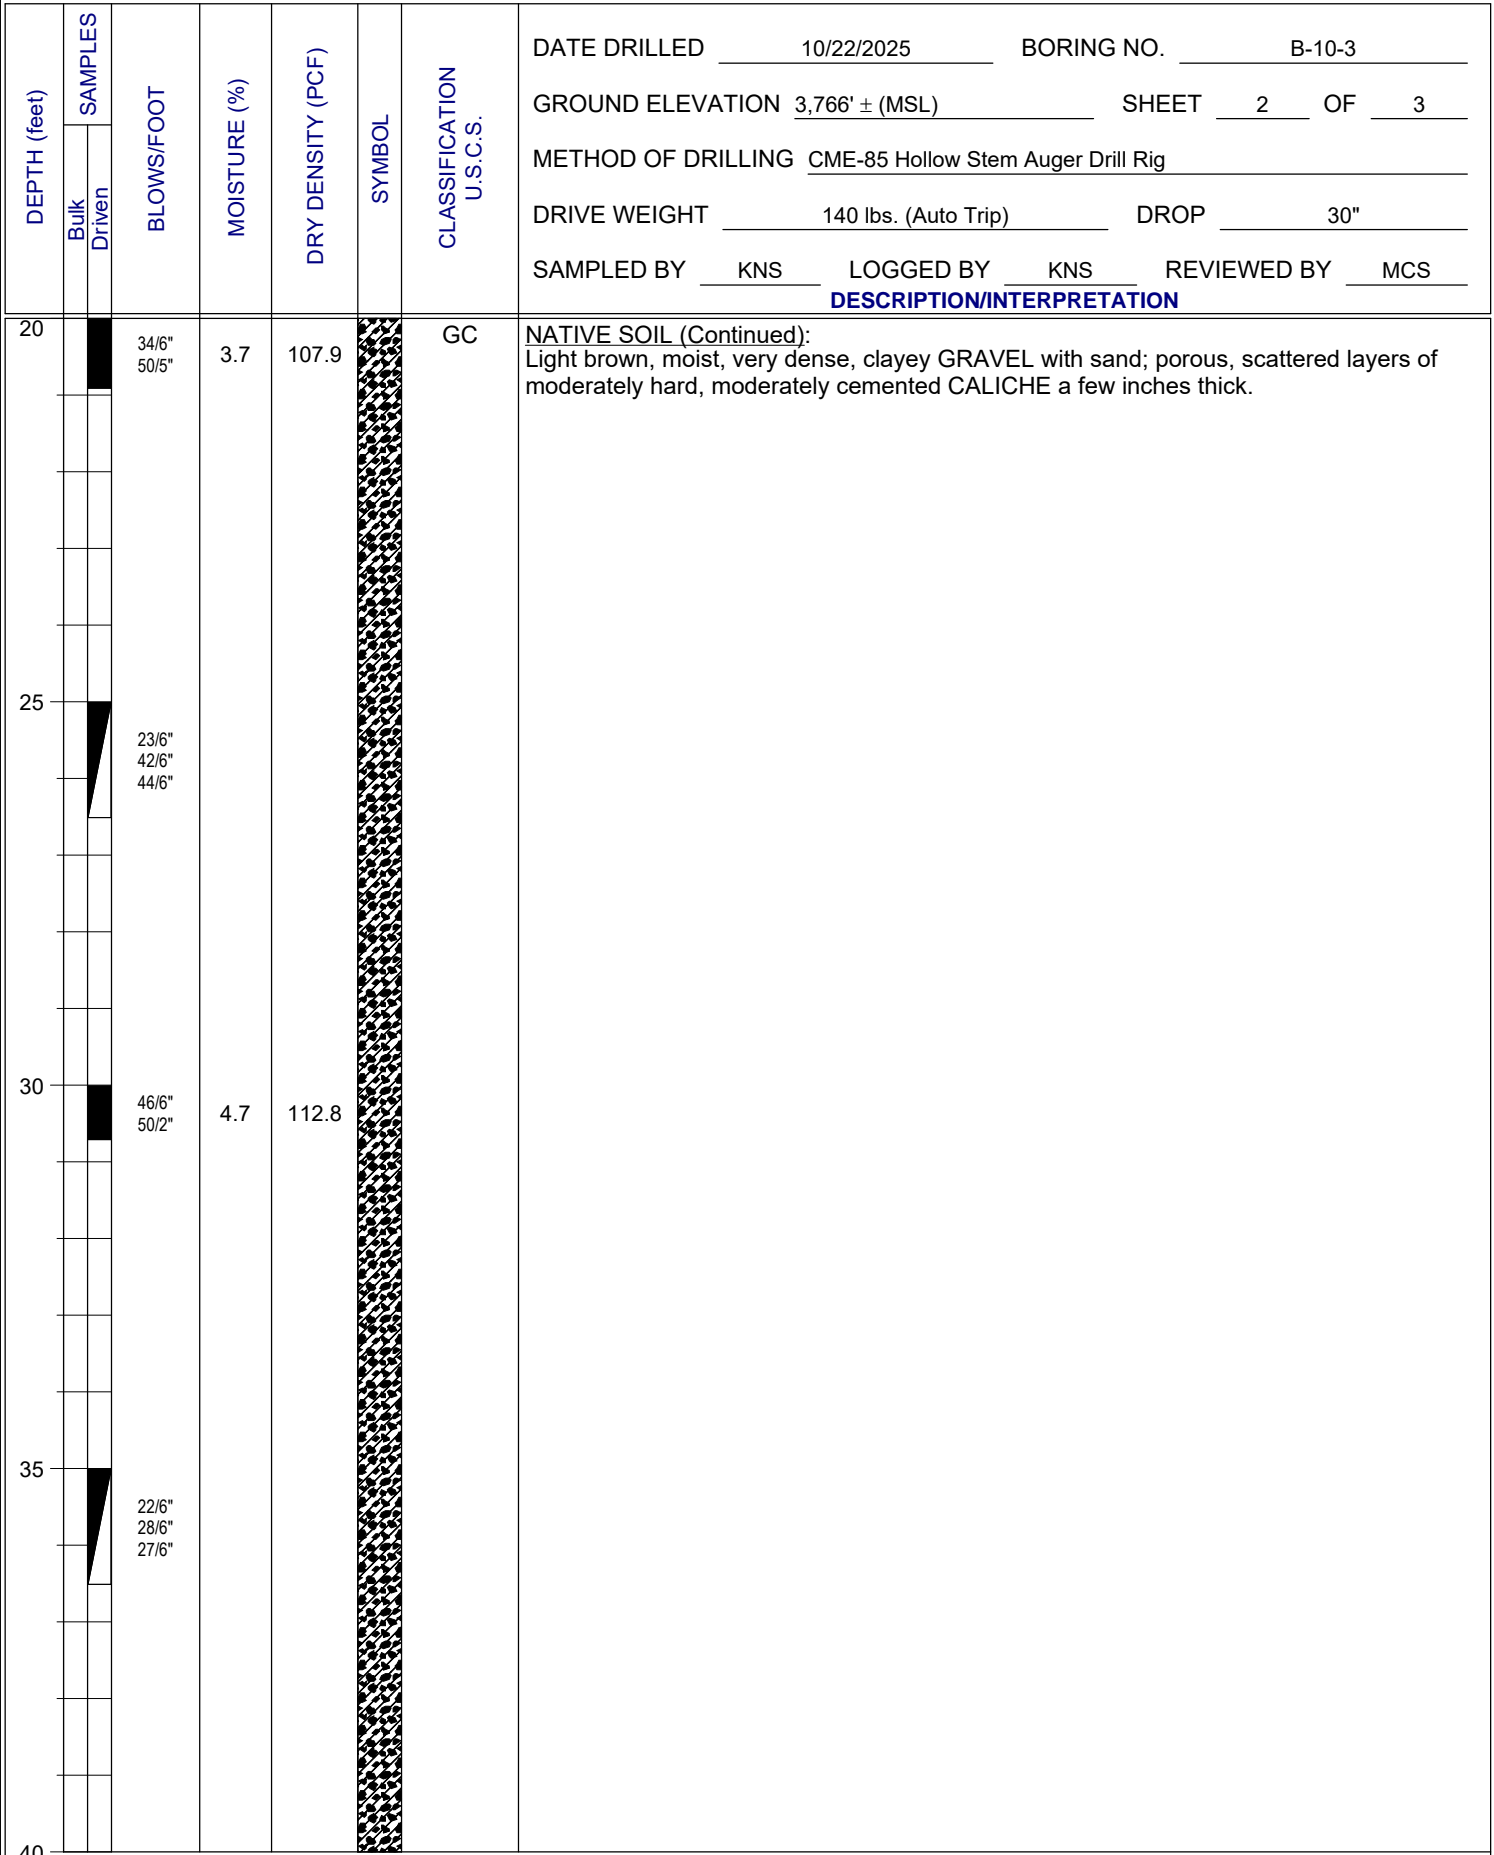 DEPTH (feet)
SAMPLES
Bulk
Driven
BLOWS/FOOT
MOISTURE (%)
DRY DENSITY (PCF)
SYMBOL
CLASSIFICATION
U.S.C.S.
DATE DRILLED 10/22/2025 BORING NO. B-10-3
GROUND ELEVATION 3,766' ± (MSL) SHEET 2 OF 3
METHOD OF DRILLING CME-85 Hollow Stem Auger Drill Rig
DRIVE WEIGHT 140 lbs. (Auto Trip) DROP 30"
SAMPLED BY KNS LOGGED BY KNS REVIEWED BY MCS
DESCRIPTION/INTERPRETATION
20
34/6"
50/5"
3.7
107.9
GC
NATIVE SOIL (Continued):
Light brown, moist, very dense, clayey GRAVEL with sand; porous, scattered layers of
moderately hard, moderately cemented CALICHE a few inches thick.
25
23/6"
42/6"
44/6"
30
46/6"
50/2"
4.7
112.8
35
22/6"
28/6"
27/6"
40